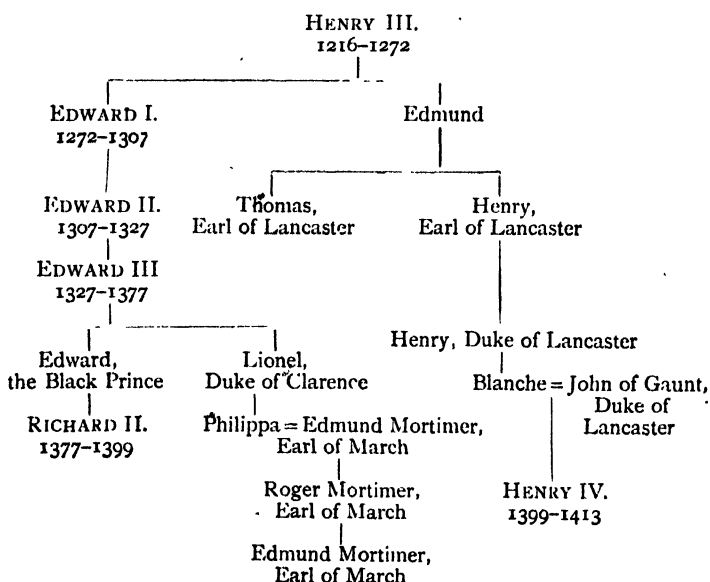 HENRY III.
1216–1272
EDWARD I.
1272–1307
Edmund
EDWARD II.
1307–1327
Thomas,
Earl of Lancaster
Henry,
Earl of Lancaster
EDWARD III
1327–1377
Henry, Duke of Lancaster
Edward,
the Black Prince
Lionel,
Duke of Clarence
Blanche = John of Gaunt,
Duke of
Lancaster
RICHARD II.
1377–1399
Philippa = Edmund Mortimer,
Earl of March
Roger Mortimer,
Earl of March
HENRY IV.
1399–1413
Edmund Mortimer,
Earl of March